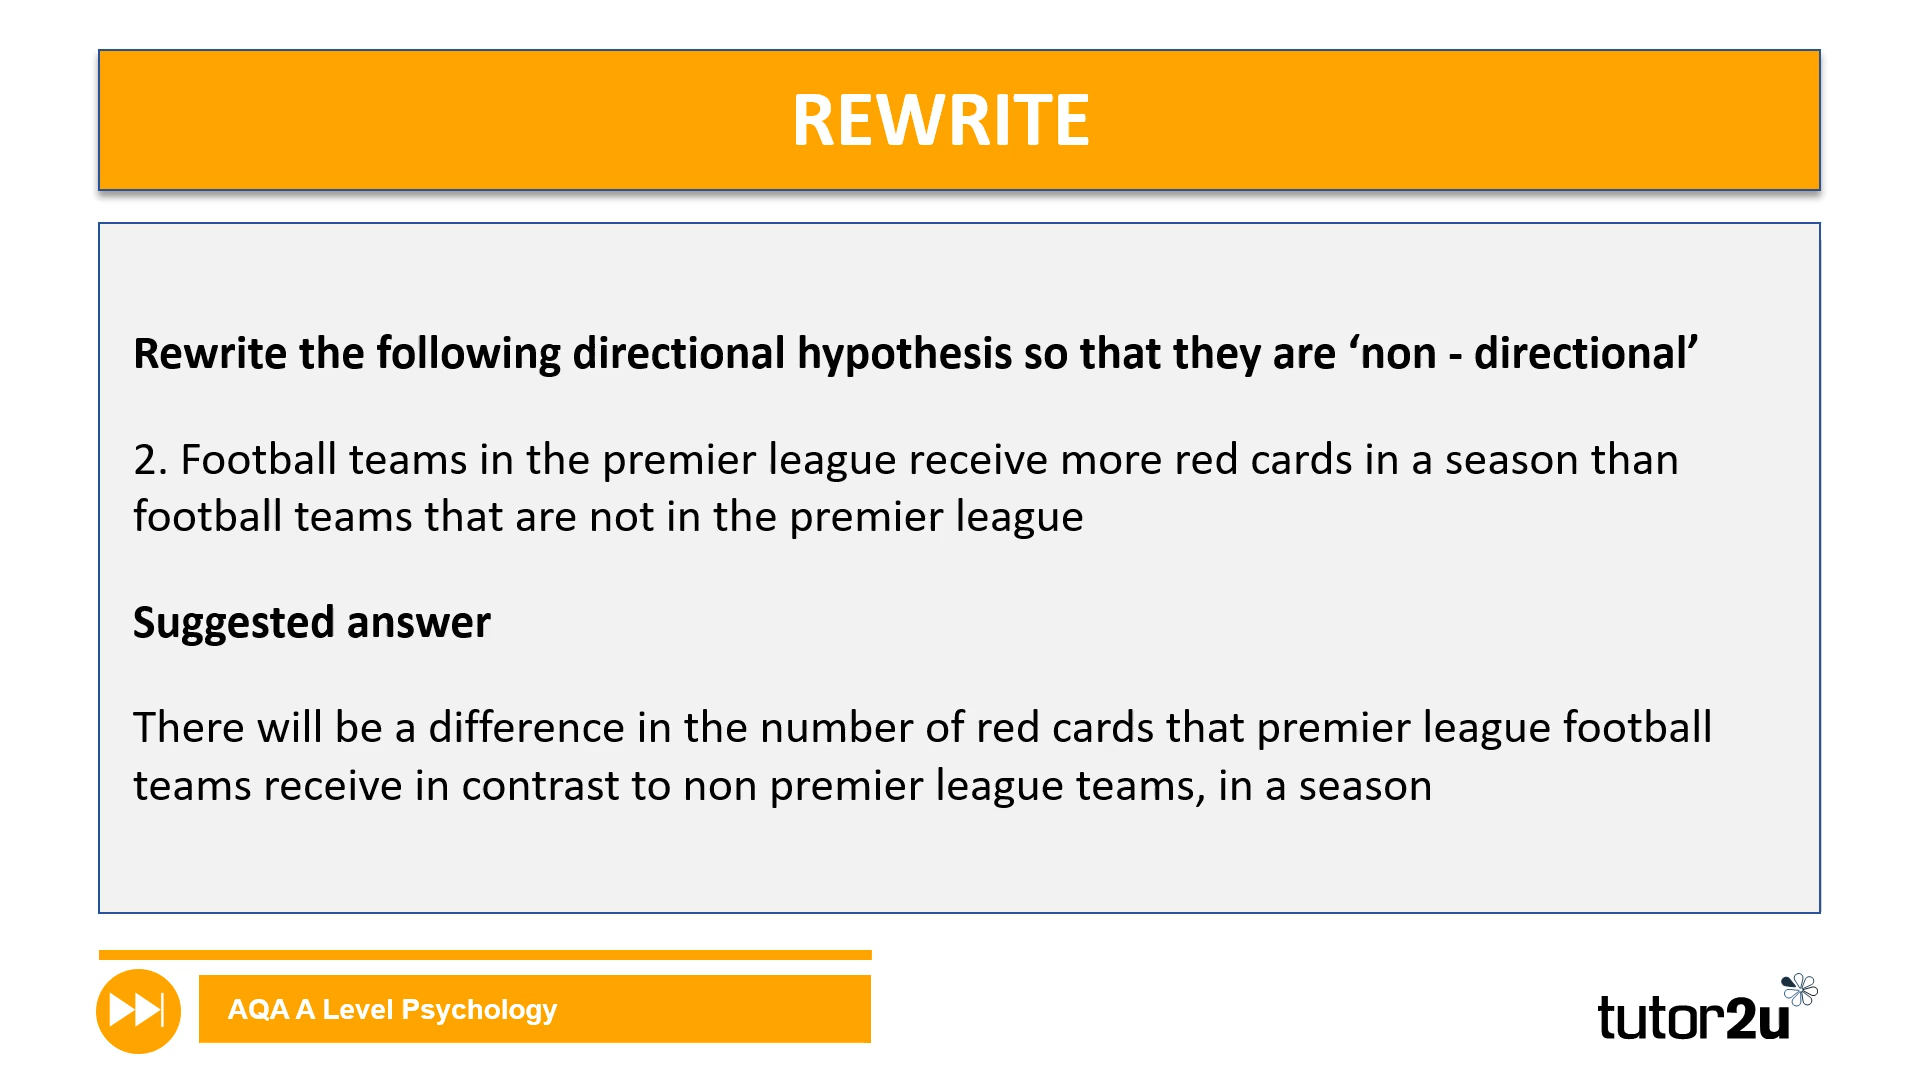 REWRITE
Rewrite the following directional hypothesis so that they are ‘non - directional’
2. Football teams in the premier league receive more red cards in a season than
football teams that are not in the premier league
Suggested answer
There will be a difference in the number of red cards that premier league football
teams receive in contrast to non premier league teams, in a season
AQA A Level Psychology
tutor2u